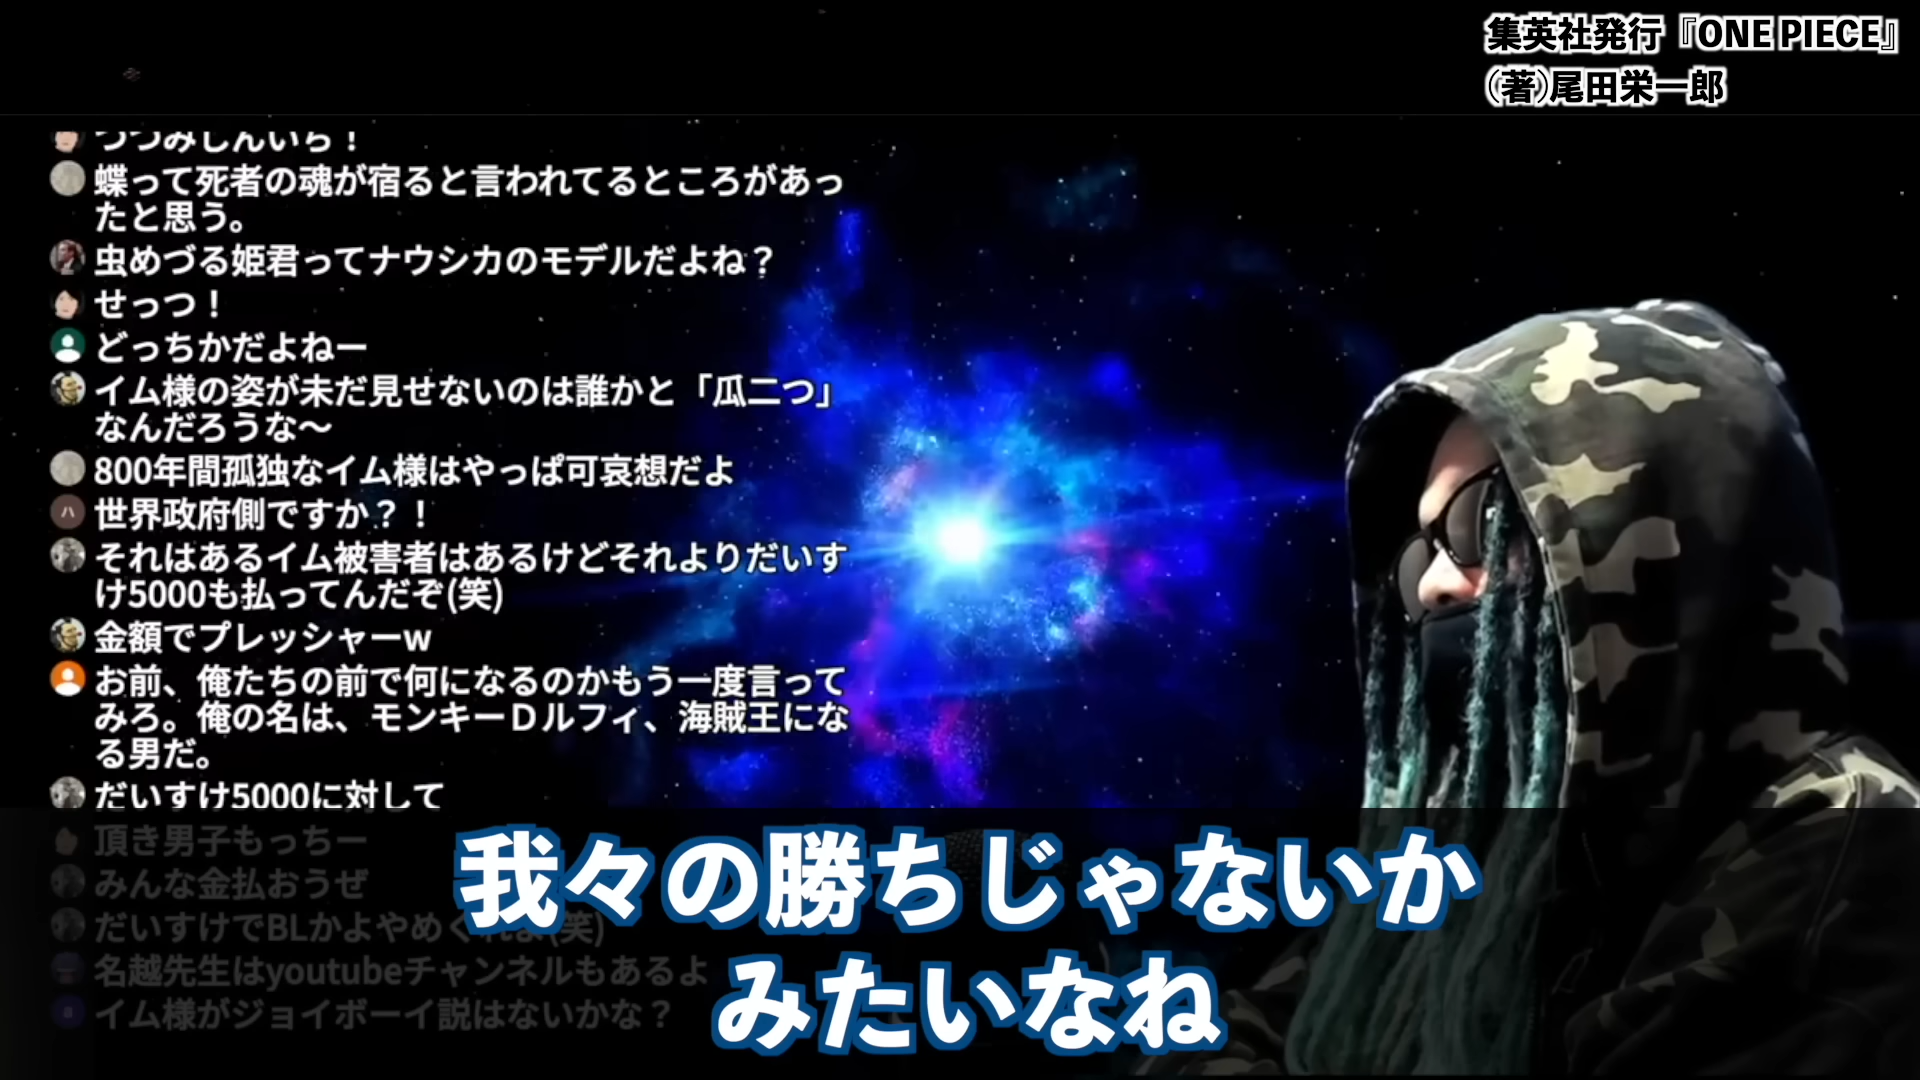 集英社発行『ONE PIECE』
(著)尾田栄一郎
つつみしんいち！
蝶って死者の魂が宿ると言われてるところがあっ
たと思う。
虫めづる姫君ってナウシカのモデルだよね？
せっつ！
どっちかだよねー
イム様の姿が未だ見せないのは誰かと「瓜二つ」
なんだろうな～
800年間孤独なイム様はやっぱ可哀想だよ
ハ
世界政府側ですか？！
それはあるイム被害者はあるけどそれよりだいす
け5000も払ってんだぞ(笑)
金額でプレッシャーw
お前、俺たちの前で何になるのかもう一度言って
みろ。俺の名は、モンキーＤルフィ、海賊王にな
る男だ。
だいすけ5000に対して
頂き男子もっちー
みんな金払おうぜ
だいすけでBLかよやめくれよ(笑)
名越先生はyoutubeチャンネルもあるよ
イム様がジョイボーイ説はないかな？
我々の勝ちじゃないか
みたいなね